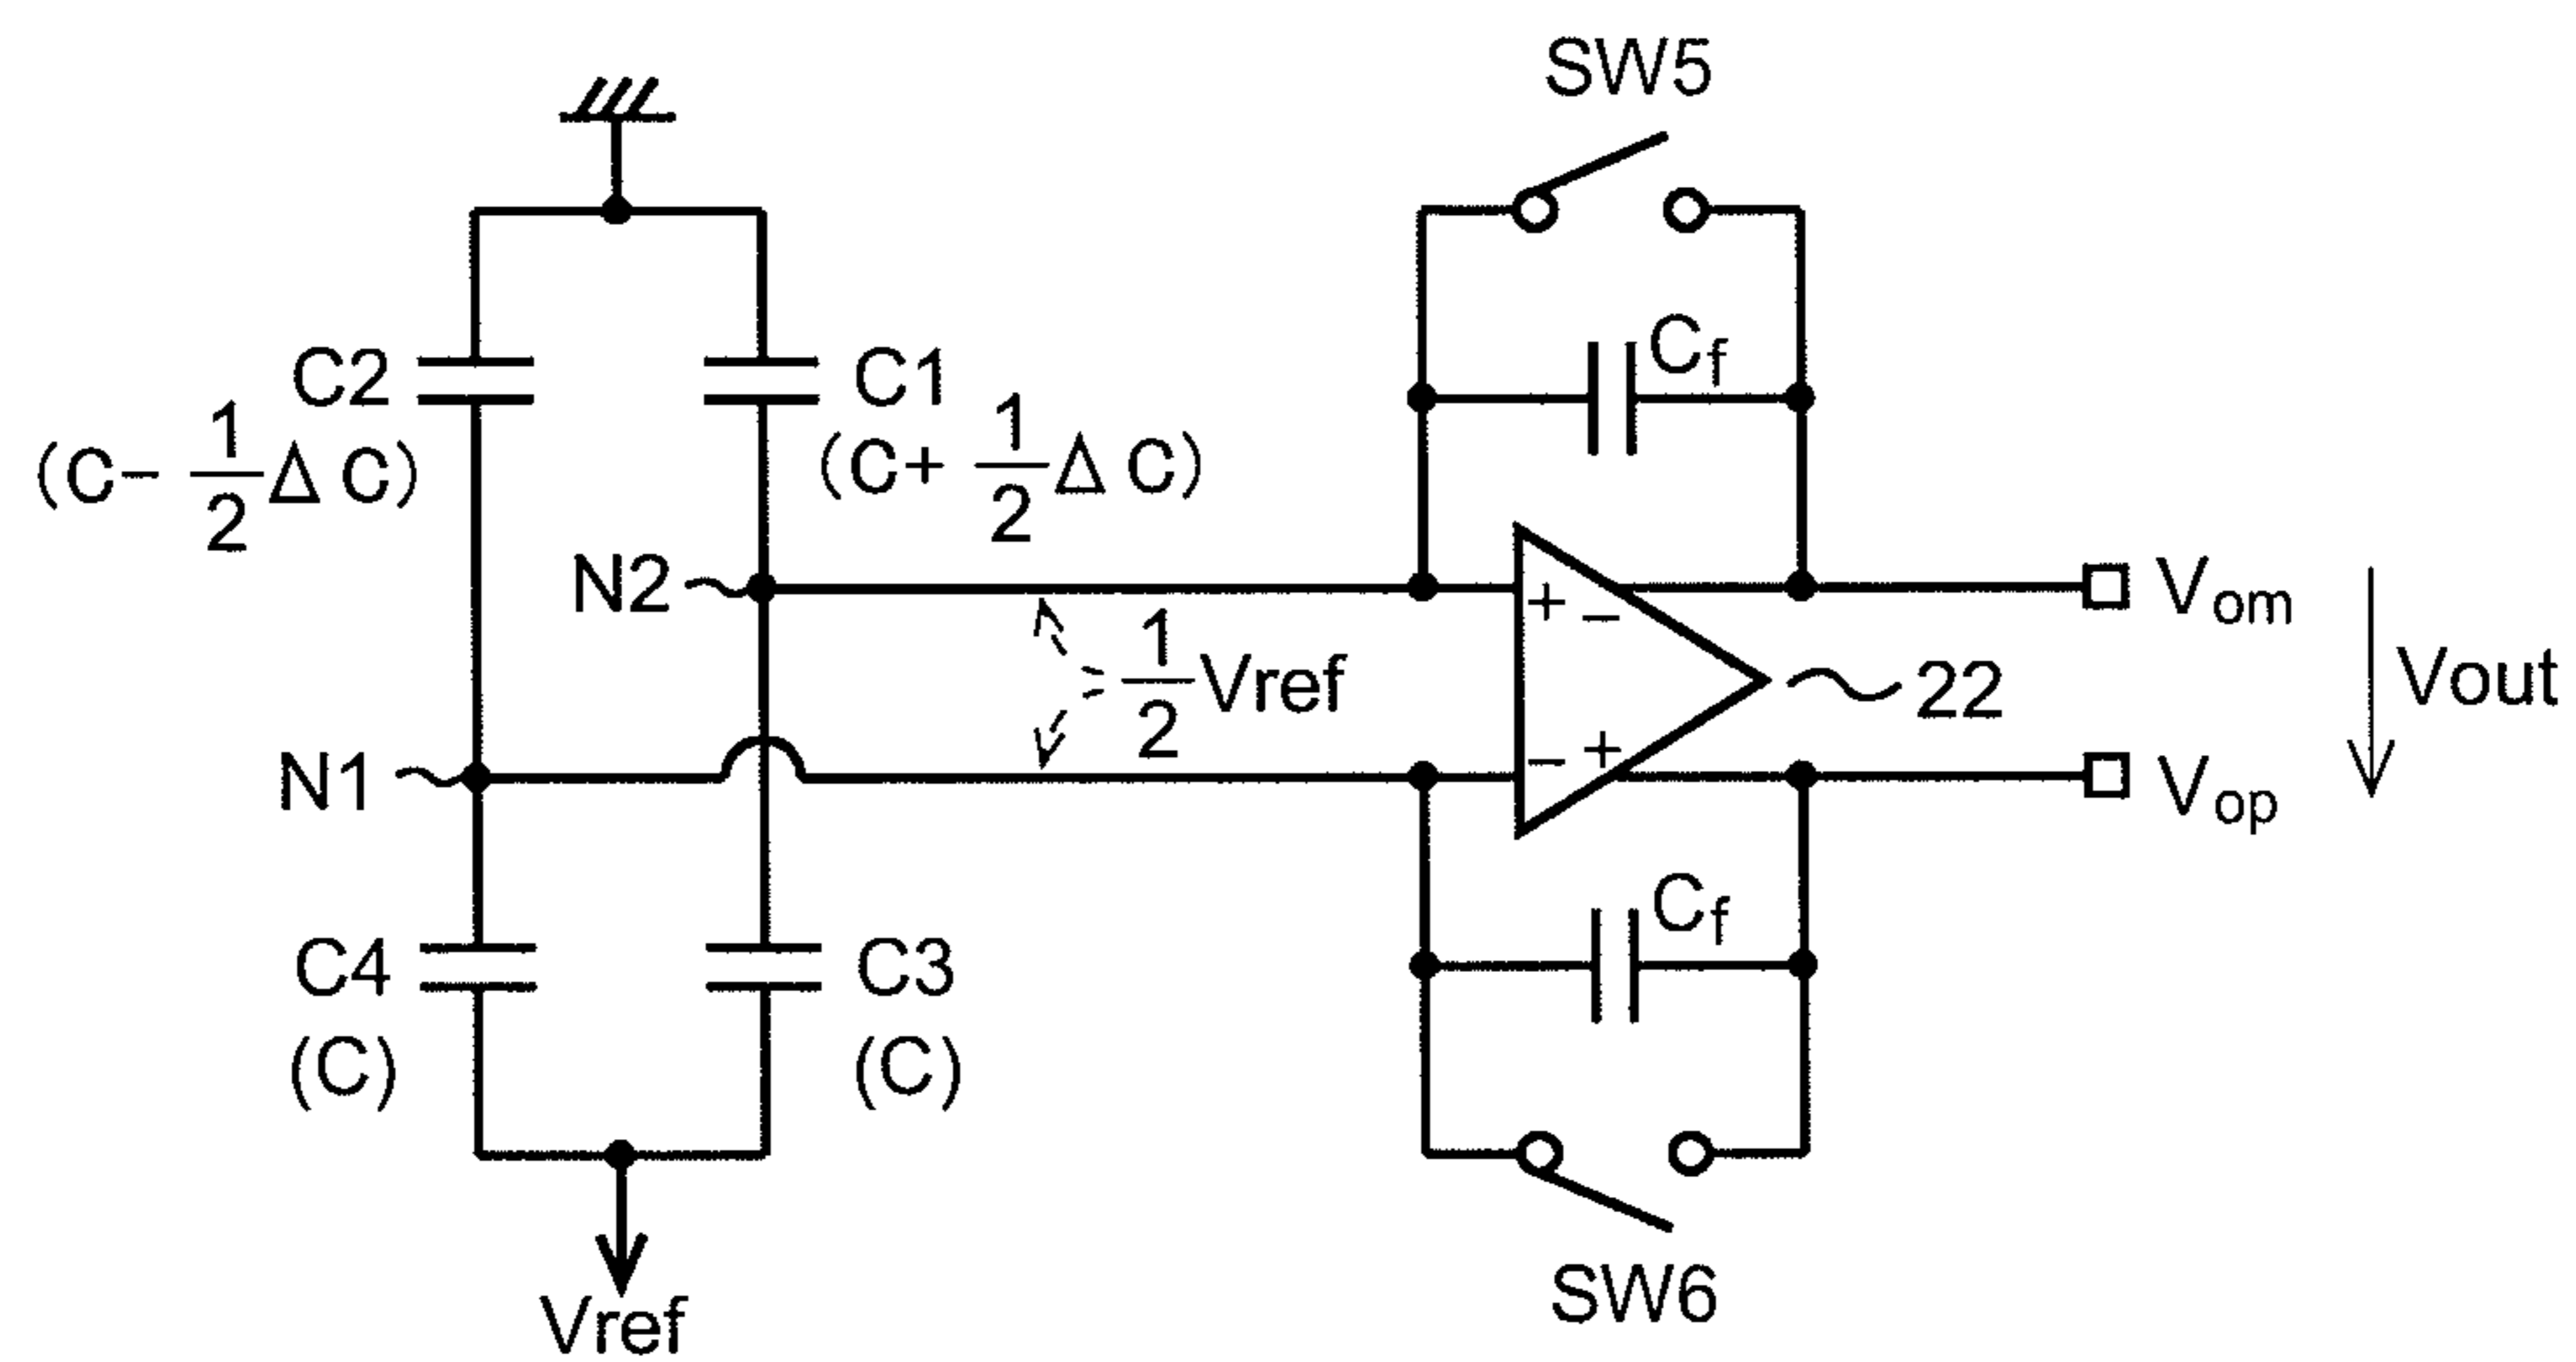 SW5
Cf
C2
(C- 1/2 Δ C)
C1
(C+ 1/2 Δ C)
N2
+ -
Vom
1/2 Vref
22
Vout
N1
- +
Vop
Cf
C4
(C)
C3
(C)
SW6
Vref